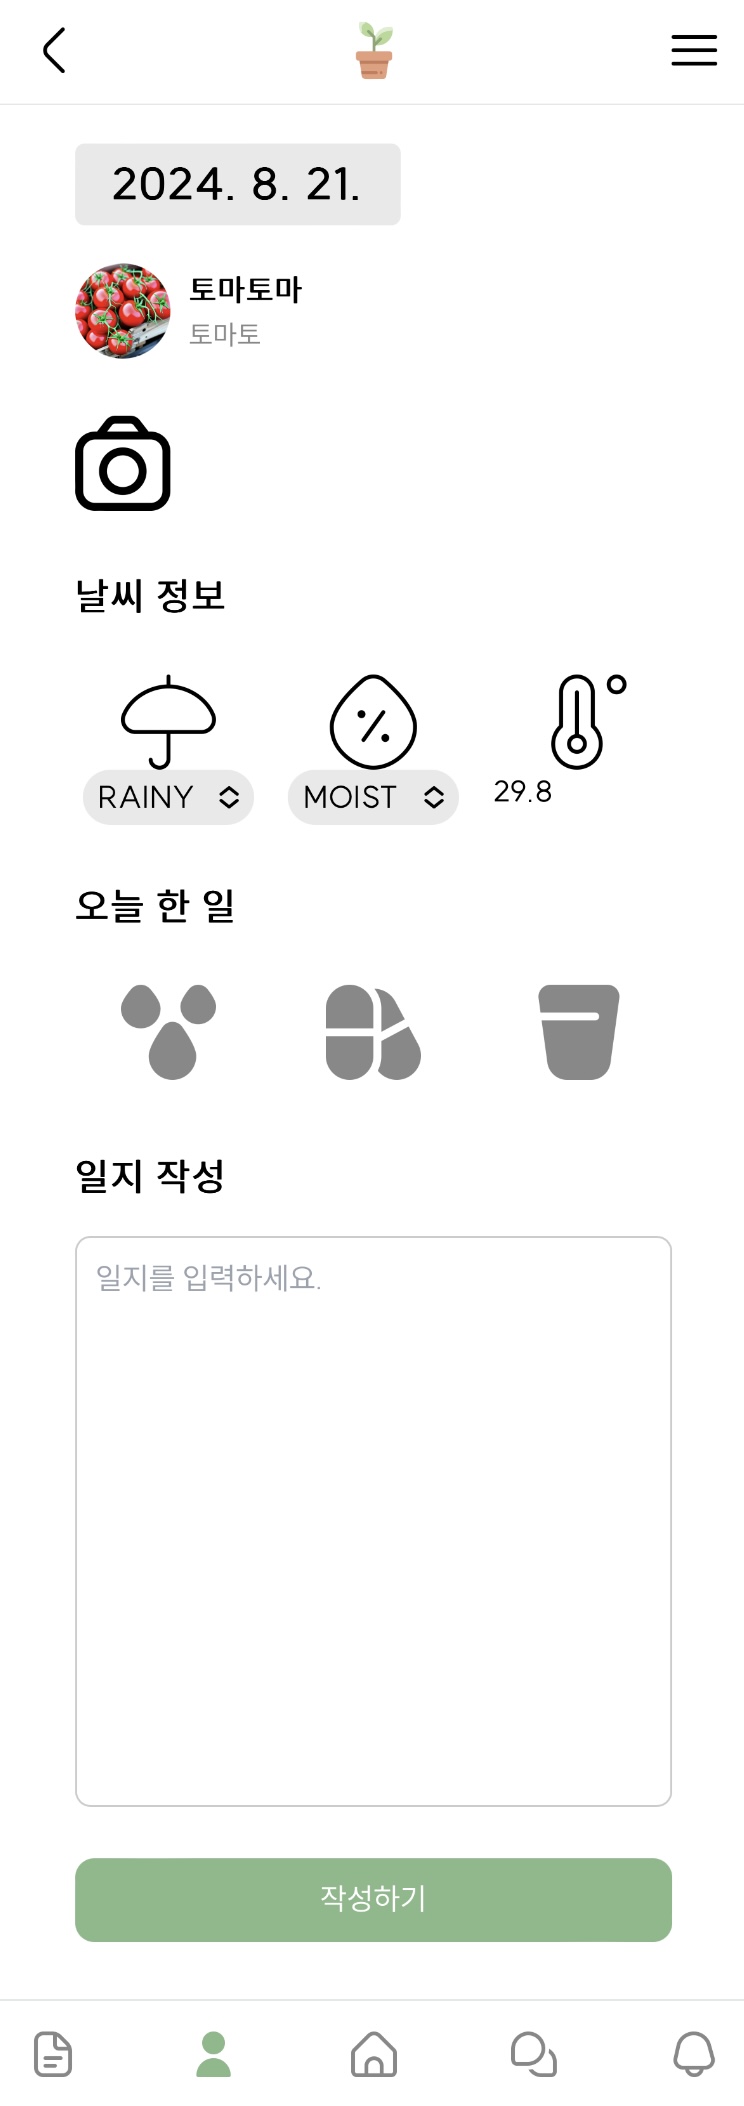 2024. 8. 21.
토마토마
토마토
날씨 정보
RAINY MOIST 29.8
오늘 한 일
일지 작성
일지를 입력하세요.
작성하기